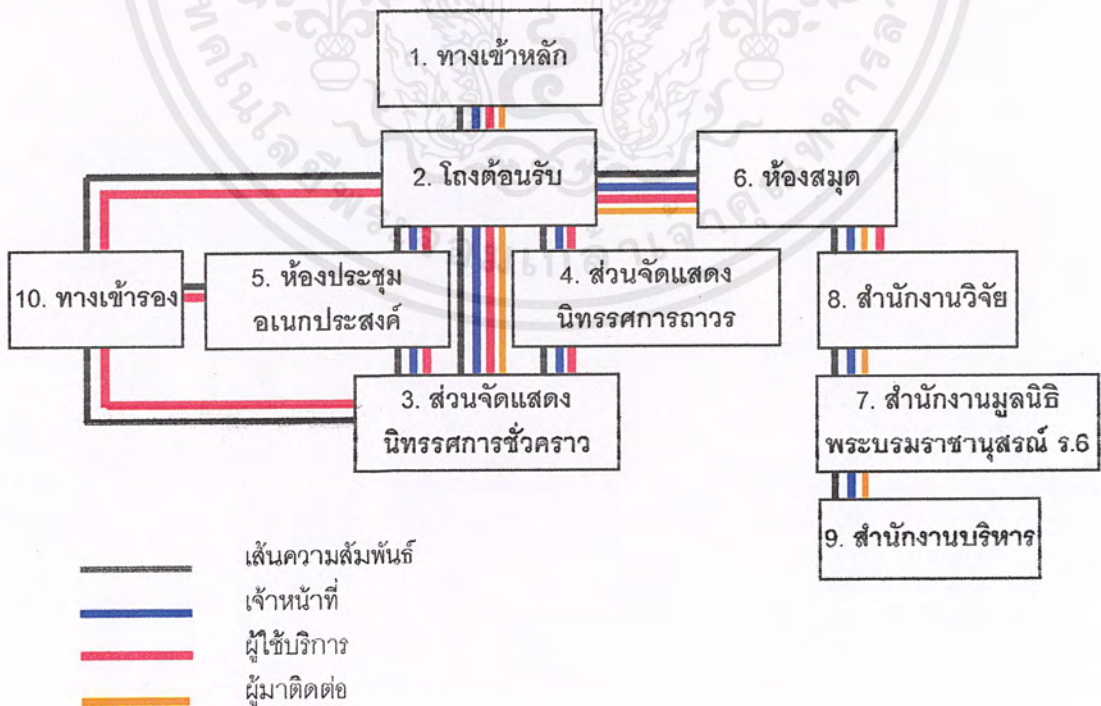 1. ทางเข้าหลัก
2. โถงต้อนรับ
6. ห้องสมุด
10. ทางเข้ารอง
5. ห้องประชุม
อเนกประสงค์
4. ส่วนจัดแสดง
นิทรรศการถาวร
8. สำนักงานวิจัย
3. ส่วนจัดแสดง
นิทรรศการชั่วคราว
7. สำนักงานมูลนิธิ
พระบรมราชานุสรณ์ ร.6
9. สำนักงานบริหาร
เส้นความสัมพันธ์
เจ้าหน้าที่
ผู้ใช้บริการ
ผู้มาติดต่อ